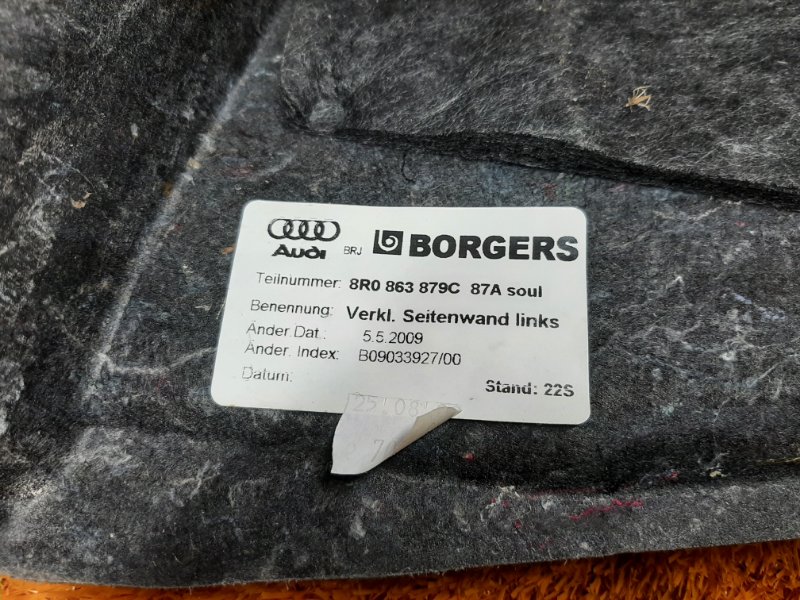 Audi BRJ BORGERS
Teilnummer: 8R0 863 879C 87A soul
Benennung: Verkl. Seitenwand links
Änder Dat.: 5.5.2009
Änder. Index: B09033927/00
Datum:
Stand: 22S